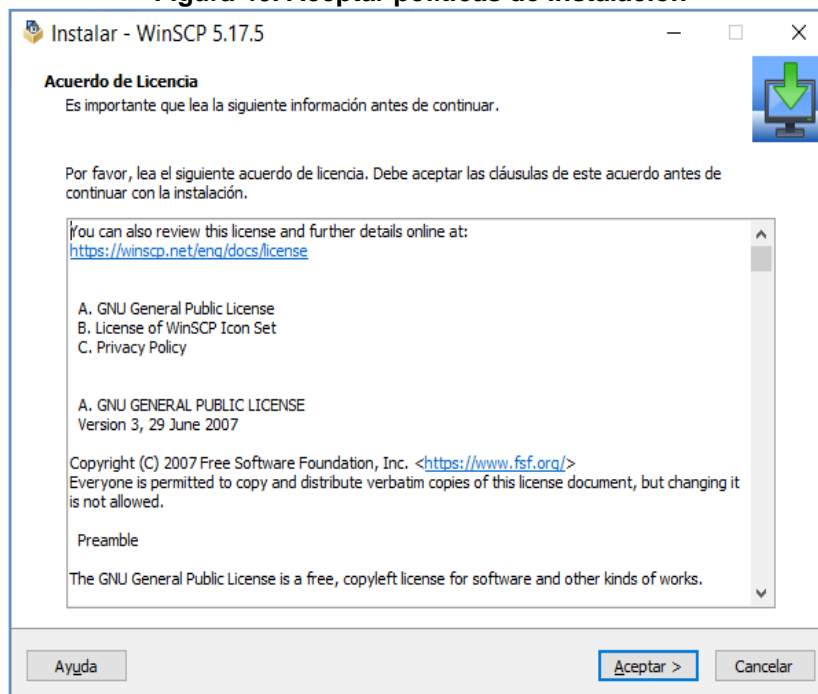 Figura 40. Aceptar políticas de instalación
Instalar - WinSCP 5.17.5
Acuerdo de Licencia
Es importante que lea la siguiente información antes de continuar.
Por favor, lea el siguiente acuerdo de licencia. Debe aceptar las cláusulas de este acuerdo antes de
continuar con la instalación.
You can also review this license and further details online at:
https://winscp.net/eng/docs/license
A. GNU General Public License
B. License of WinSCP Icon Set
C. Privacy Policy
A. GNU GENERAL PUBLIC LICENSE
Version 3, 29 June 2007
Copyright (C) 2007 Free Software Foundation, Inc. <https://www.fsf.org/>
Everyone is permitted to copy and distribute verbatim copies of this license document, but changing it
is not allowed.
Preamble
The GNU General Public License is a free, copyleft license for software and other kinds of works.
Ayuda
Aceptar >
Cancelar